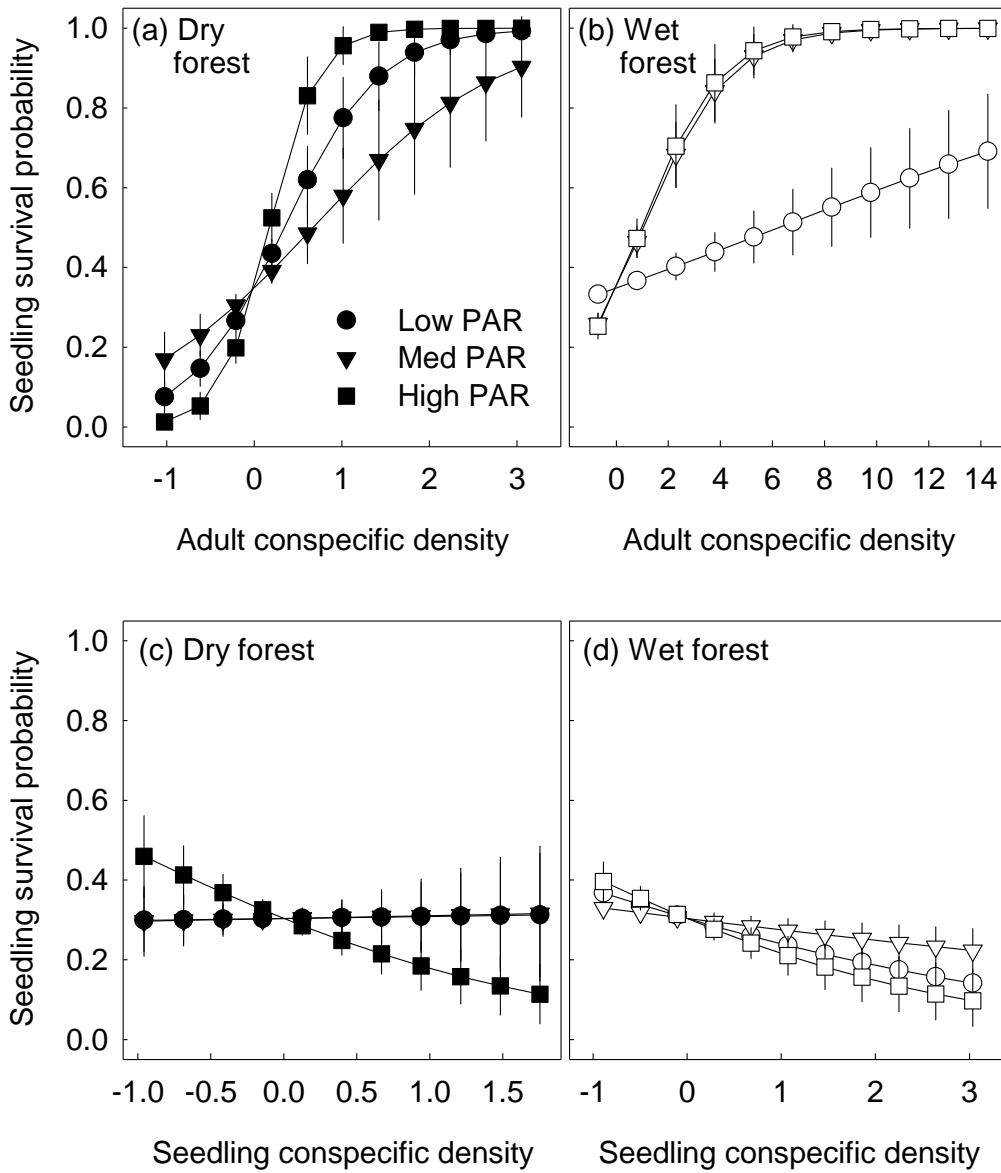 (a) Dry
forest
(b) Wet
forest
Seedling survival probability
1.0
0.8
0.6
0.4
0.2
0.0
Low PAR
Med PAR
High PAR
-1 0 1 2 3
0 2 4 6 8 10 12 14
Adult conspecific density
Adult conspecific density
(c) Dry forest
(d) Wet forest
Seedling survival probability
1.0
0.8
0.6
0.4
0.2
0.0
-1.0 -0.5 0.0 0.5 1.0 1.5
-1 0 1 2 3
Seedling conspecific density
Seedling conspecific density